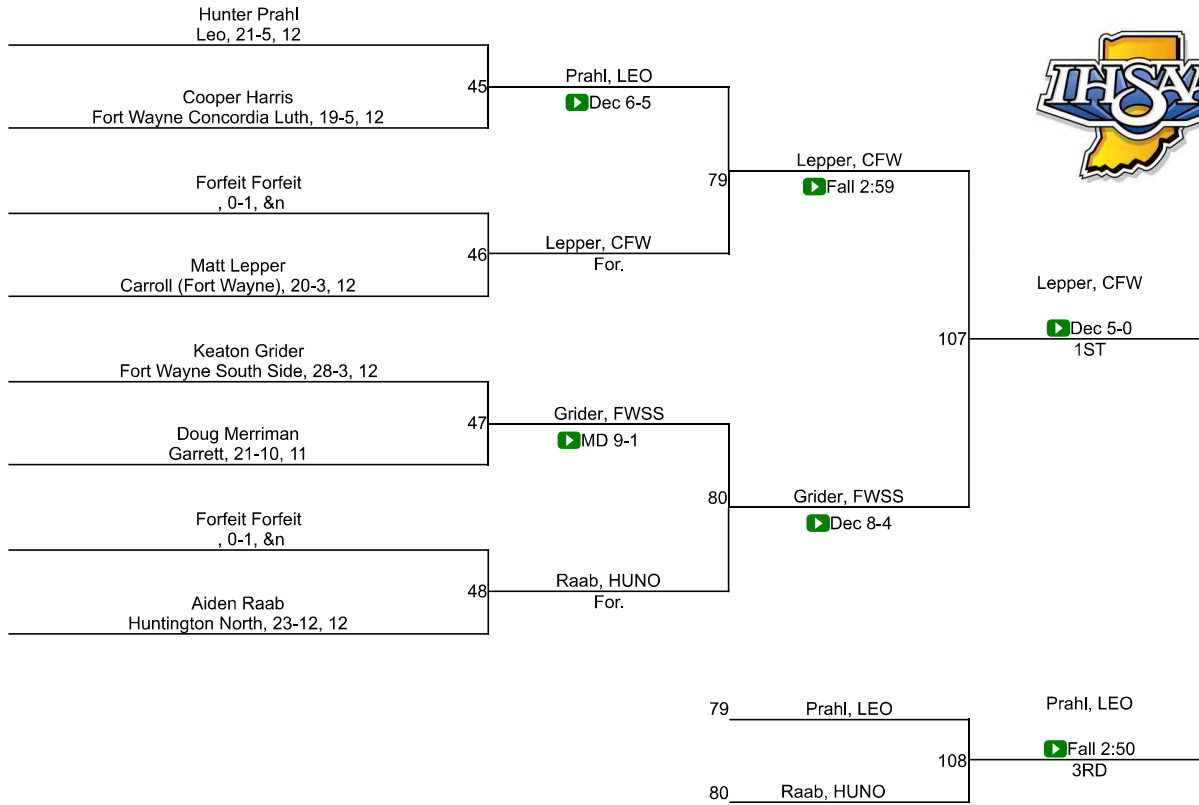 Hunter Prahl
Leo, 21-5, 12
45
Prahl, LEO
Dec 6-5
Cooper Harris
Fort Wayne Concordia Luth, 19-5, 12
79
Lepper, CFW
Fall 2:59
IHSAA
Forfeit Forfeit
, 0-1, &n
46
Lepper, CFW
For.
Matt Lepper
Carroll (Fort Wayne), 20-3, 12
107
Lepper, CFW
Dec 5-0
1ST
Keaton Grider
Fort Wayne South Side, 28-3, 12
47
Grider, FWSS
MD 9-1
Doug Merriman
Garrett, 21-10, 11
80
Grider, FWSS
Dec 8-4
Forfeit Forfeit
, 0-1, &n
48
Raab, HUNO
For.
Aiden Raab
Huntington North, 23-12, 12
79
Prahl, LEO
108
Prahl, LEO
Fall 2:50
3RD
80
Raab, HUNO